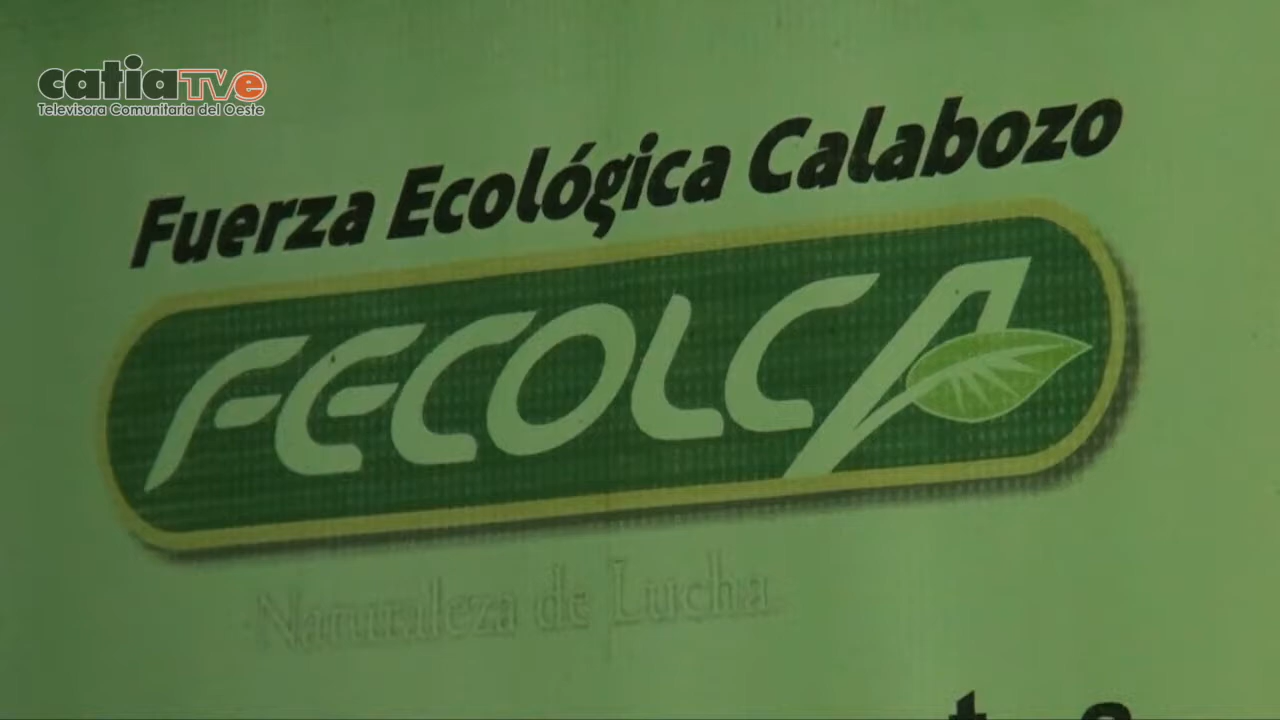 catiaTVe
Televisora Comunitaria del Oeste
Fuerza Ecológica Calabozo
FECOLCA
Naturaleza de Lucha